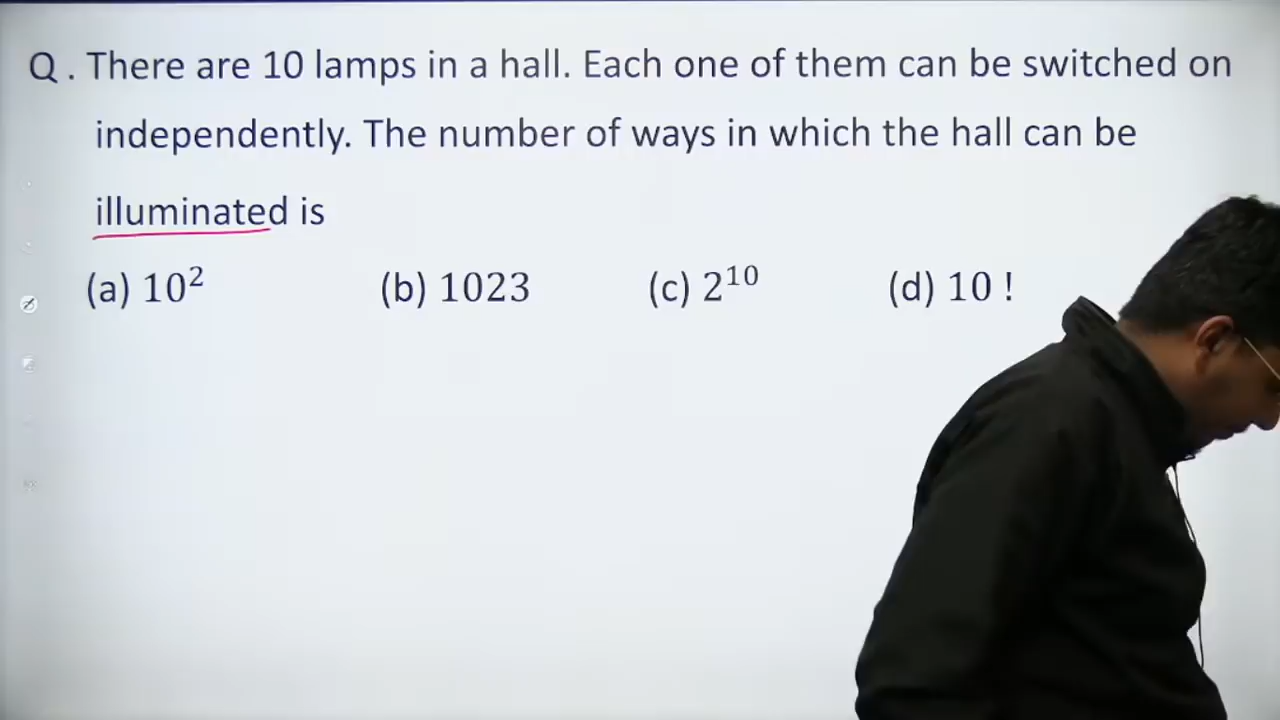 Q . There are 10 lamps in a hall. Each one of them can be switched on
independently. The number of ways in which the hall can be
illuminated is
(a) 10² (b) 1023 (c) 2¹⁰ (d) 10 !